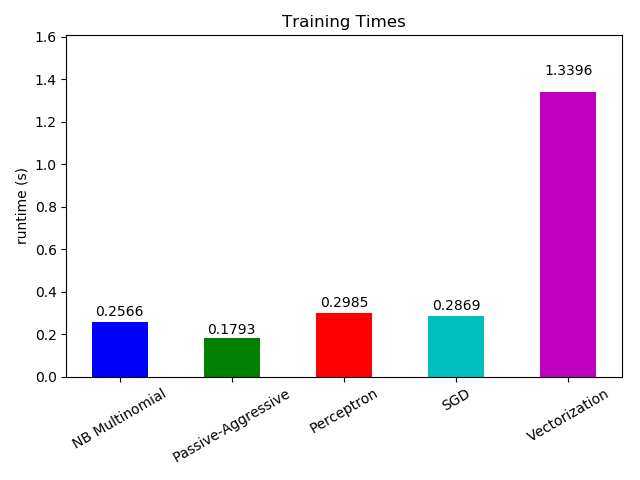 Training Times
1.6
1.4
1.2
1.0
0.8
0.6
0.4
0.2
0.0
runtime (s)
0.2566
0.1793
0.2985
0.2869
1.3396
NB Multinomial
Passive-Aggressive
Perceptron
SGD
Vectorization